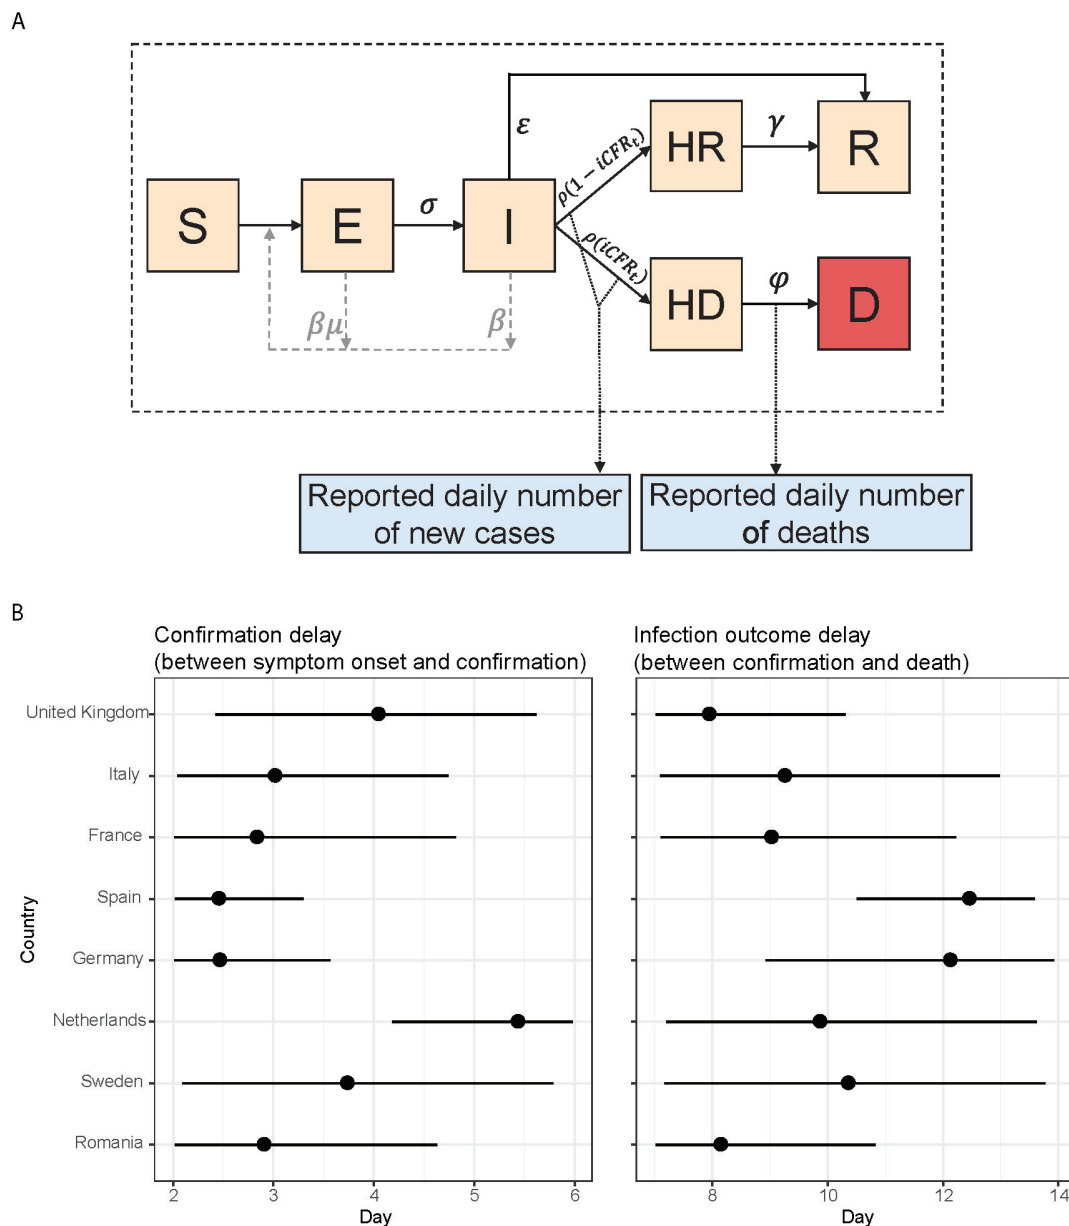 A
ε
ρ(1 − iCFRₜ)
HR
γ
R
S
E
σ
I
ρ(iCFRₜ)
HD
φ
D
βμ
β
Reported daily number
of new cases
Reported daily number
of deaths
B
Confirmation delay
(between symptom onset and confirmation)
Infection outcome delay
(between confirmation and death)
Country
United Kingdom
Italy
France
Spain
Germany
Netherlands
Sweden
Romania
2 3 4 5 6
Day
8 10 12 14
Day